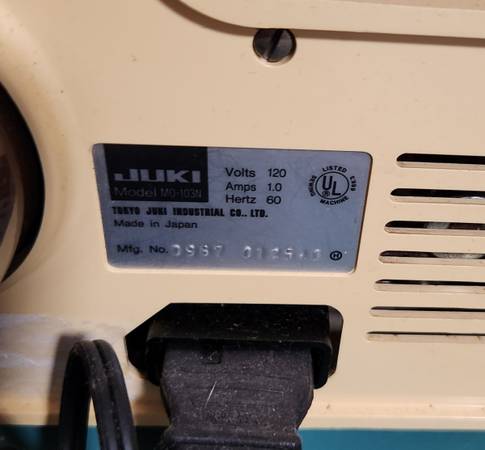 JUKI
Model MO-103N
Volts 120
Amps 1.0
Hertz 60
TOKYO JUKI INDUSTRIAL CO., LTD.
Made in Japan
Mfg. No.
LISTED
UL
SEWING
MACHINE
H